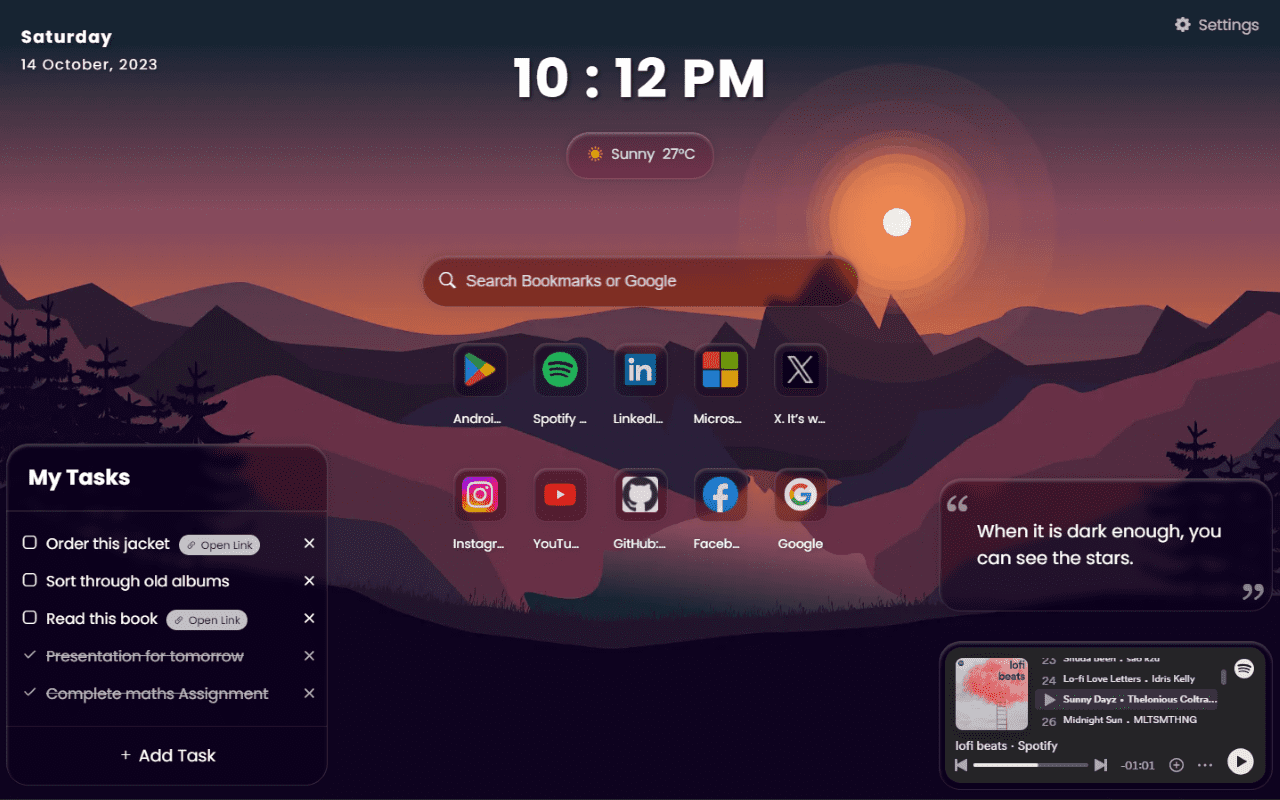 Saturday
14 October, 2023
Settings
10 : 12 PM
Sunny 27°C
Search Bookmarks or Google
Androi...
Spotify ...
LinkedI...
Micros...
X. It's w...
Instagr...
YouTu...
GitHub:...
Faceb...
Google
My Tasks
Order this jacket Open Link
Sort through old albums
Read this book Open Link
Presentation for tomorrow
Complete maths Assignment
+ Add Task
“
When it is dark enough, you
can see the stars.
”
lofi
beats
23
24 Lo-fi Love Letters • Idris Kelly
Sunny Dayz • Thelonious Coltra...
26 Midnight Sun • MLTSMTHNG
lofi beats · Spotify
-01:01